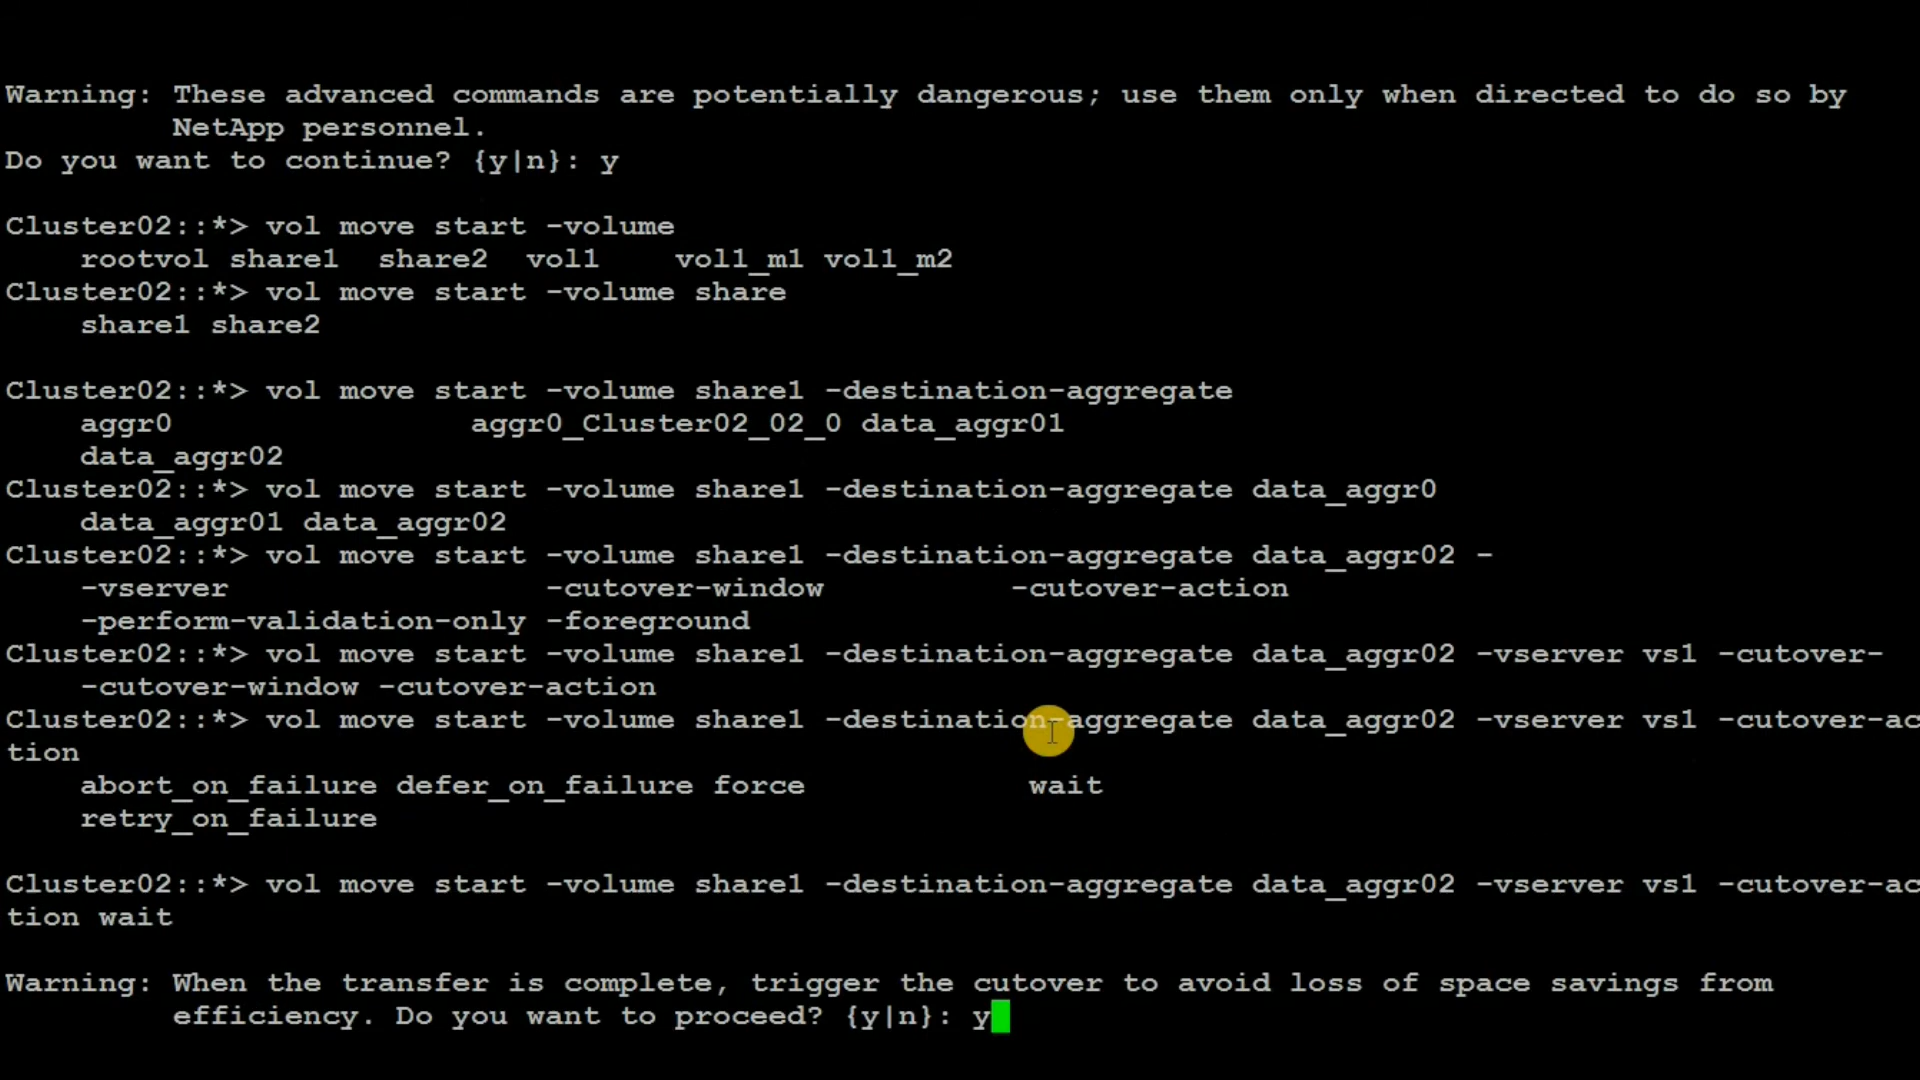 Warning: These advanced commands are potentially dangerous; use them only when directed to do so by
         NetApp personnel.
Do you want to continue? {y|n}: y
Cluster02::*> vol move start -volume
    rootvol share1  share2  vol1    vol1_m1 vol1_m2
Cluster02::*> vol move start -volume share
    share1 share2
Cluster02::*> vol move start -volume share1 -destination-aggregate
    aggr0                aggr0_Cluster02_02_0 data_aggr01
    data_aggr02
Cluster02::*> vol move start -volume share1 -destination-aggregate data_aggr0
    data_aggr01 data_aggr02
Cluster02::*> vol move start -volume share1 -destination-aggregate data_aggr02 -
    -vserver                 -cutover-window          -cutover-action
    -perform-validation-only -foreground
Cluster02::*> vol move start -volume share1 -destination-aggregate data_aggr02 -vserver vs1 -cutover-
    -cutover-window -cutover-action
Cluster02::*> vol move start -volume share1 -destination-aggregate data_aggr02 -vserver vs1 -cutover-ac
tion
    abort_on_failure defer_on_failure force            wait
    retry_on_failure
Cluster02::*> vol move start -volume share1 -destination-aggregate data_aggr02 -vserver vs1 -cutover-ac
tion wait
Warning: When the transfer is complete, trigger the cutover to avoid loss of space savings from
         efficiency. Do you want to proceed? {y|n}: y